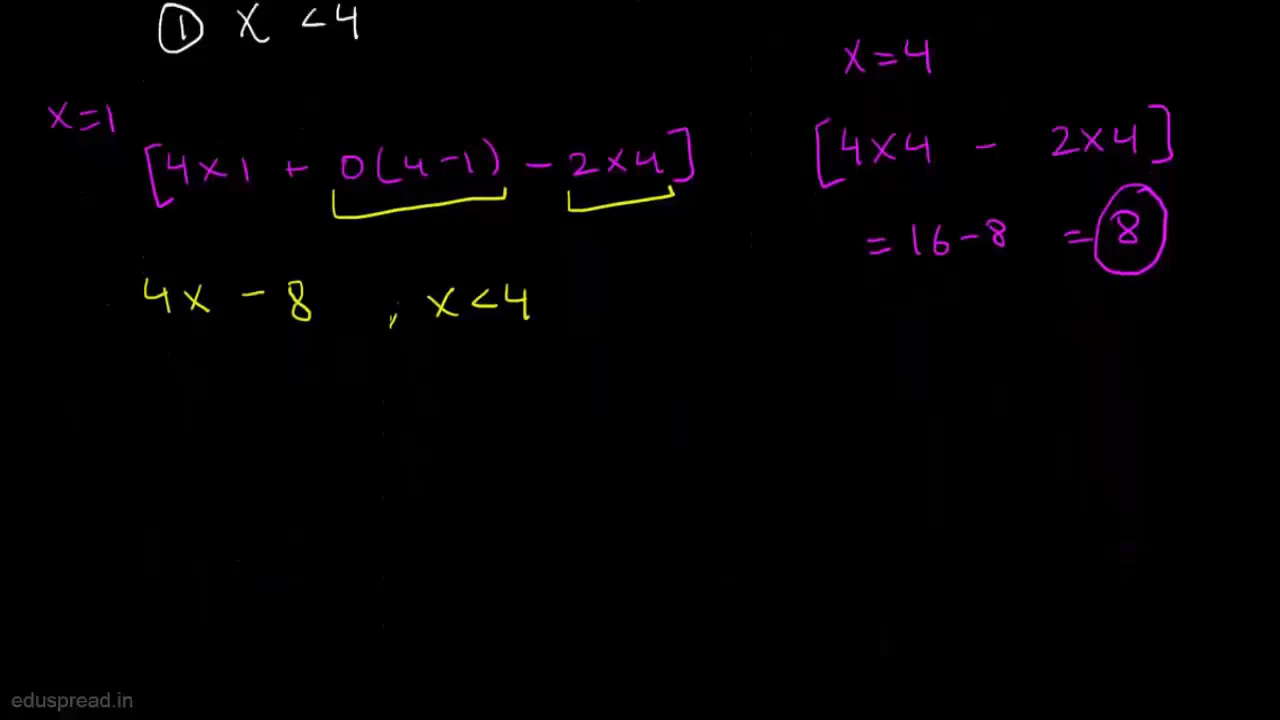 ① x < 4
x = 4
x = 1
[4 × 1 + 0(4 - 1) - 2 × 4]
[4 × 4 - 2 × 4]
= 16 - 8 = 8
4x - 8 , x < 4
eduspread.in